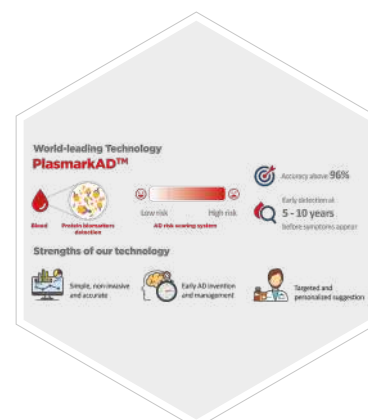 World-leading Technology
PlasmarkAD™
Blood
Protein biomarkers
detection
Low risk
High risk
AD risk scoring system
Accuracy above 96%
Early detection at
5 - 10 years
before symptoms appear
Strengths of our technology
Simple, non-invasive
and accurate
Early AD invention
and management
Targeted and
personalized suggestion